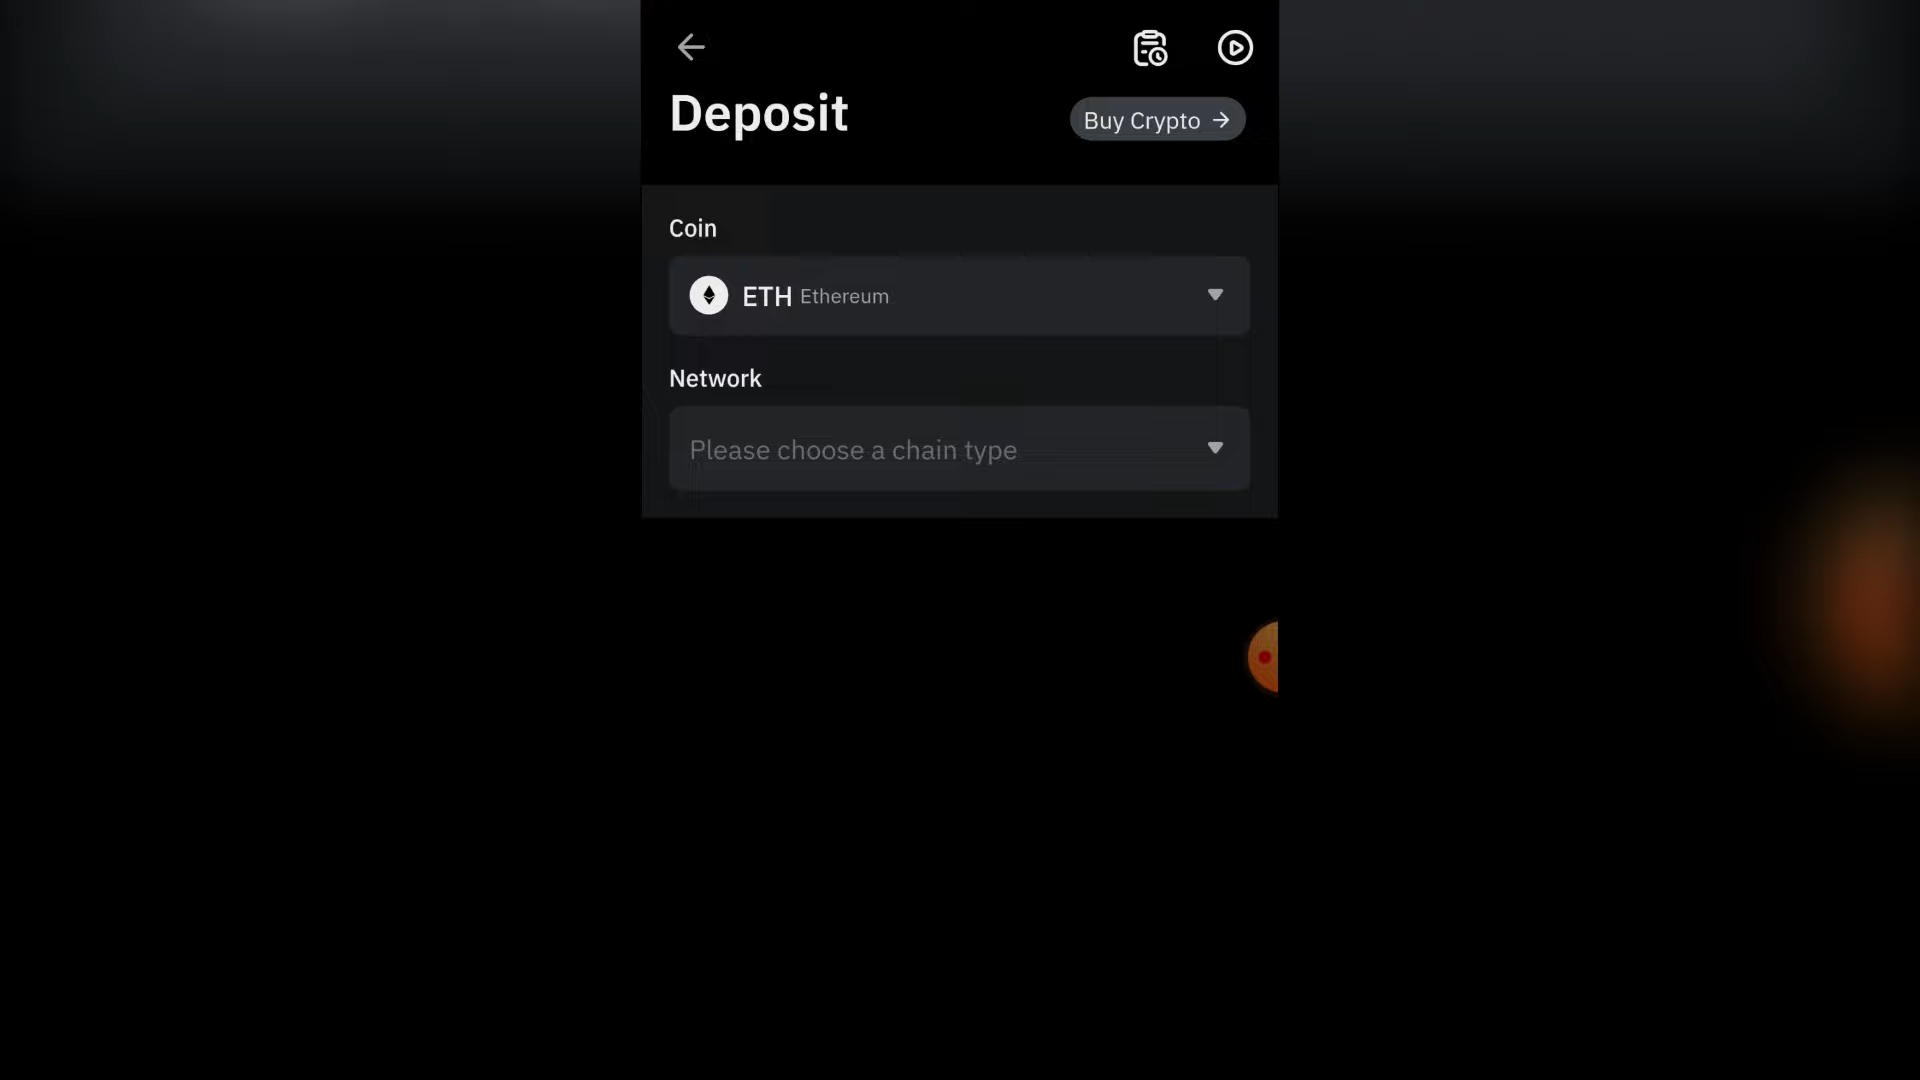 Deposit
Buy Crypto →
Coin
ETH Ethereum
Network
Please choose a chain type